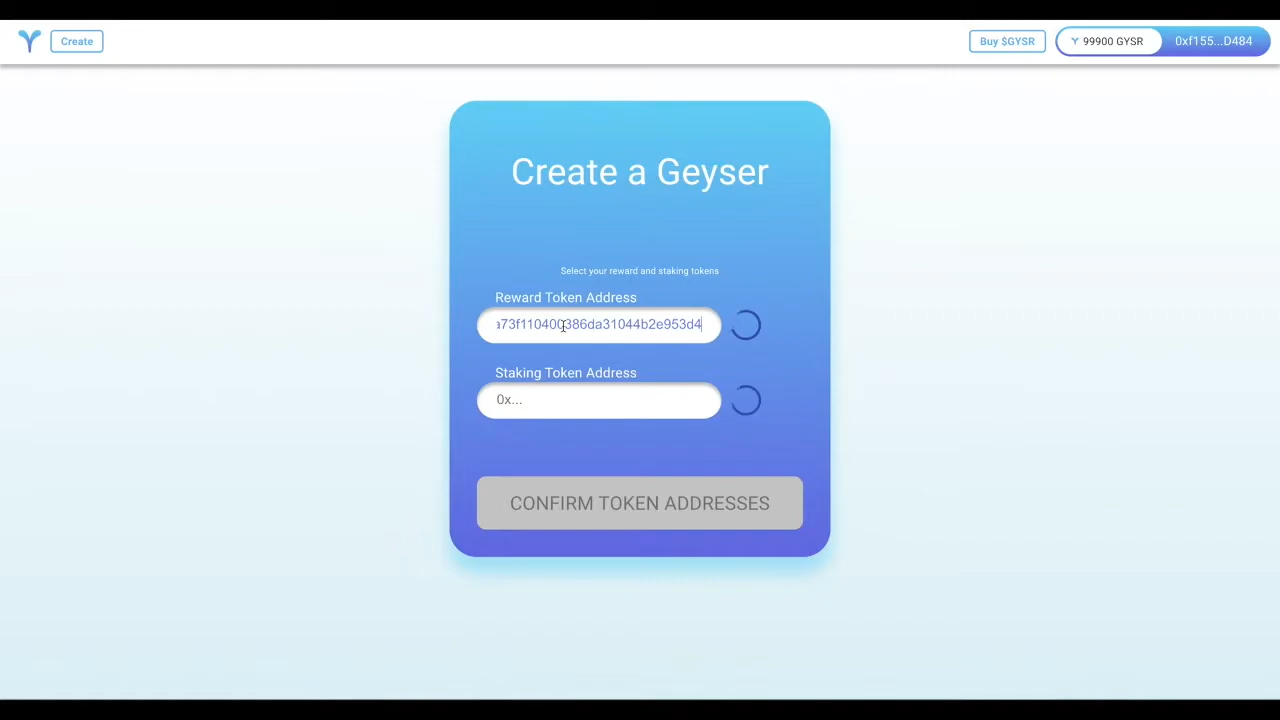 Create
Buy $GYSR
99900 GYSR
0xf155...D484
Create a Geyser
Select your reward and staking tokens
Reward Token Address
a73f110400386da31044b2e953d4
Staking Token Address
0x...
CONFIRM TOKEN ADDRESSES